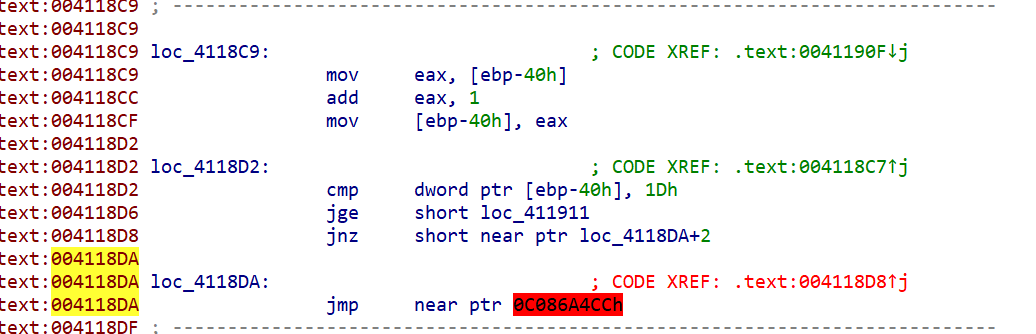 text:004118C9 ; ---------------------------------------------------------------------------
text:004118C9
text:004118C9 loc_4118C9: ; CODE XREF: .text:0041190F↓j
text:004118C9 mov eax, [ebp-40h]
text:004118CC add eax, 1
text:004118CF mov [ebp-40h], eax
text:004118D2
text:004118D2 loc_4118D2: ; CODE XREF: .text:004118C7↑j
text:004118D2 cmp dword ptr [ebp-40h], 1Dh
text:004118D6 jge short loc_411911
text:004118D8 jnz short near ptr loc_4118DA+2
text:004118DA
text:004118DA loc_4118DA: ; CODE XREF: .text:004118D8↑j
text:004118DA jmp near ptr 0C086A4CCh
text:004118DF ; ---------------------------------------------------------------------------